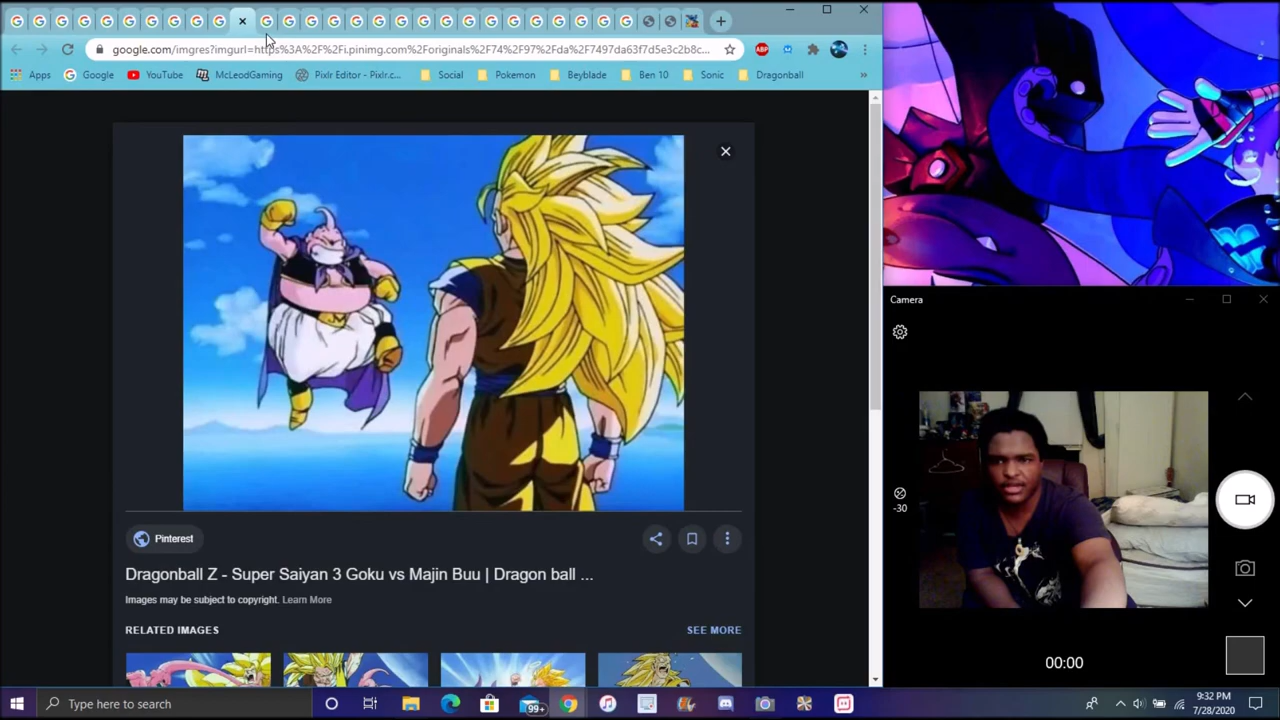 google.com/imgres?imgurl=https%3A%2F%2Fi.pinimg.com%2Foriginals%2F74%2F97%2Fda%2F7497da63f7d5e3c2b8c...
ABP
Apps Google YouTube McLeodGaming Pixlr Editor - Pixlr.c... Social Pokemon Beyblade Ben 10 Sonic Dragonball »
Pinterest
Dragonball Z - Super Saiyan 3 Goku vs Majin Buu | Dragon ball ...
Images may be subject to copyright. Learn More
RELATED IMAGES SEE MORE
Camera
-30
00:00
Type here to search
99+
9:32 PM
7/28/2020